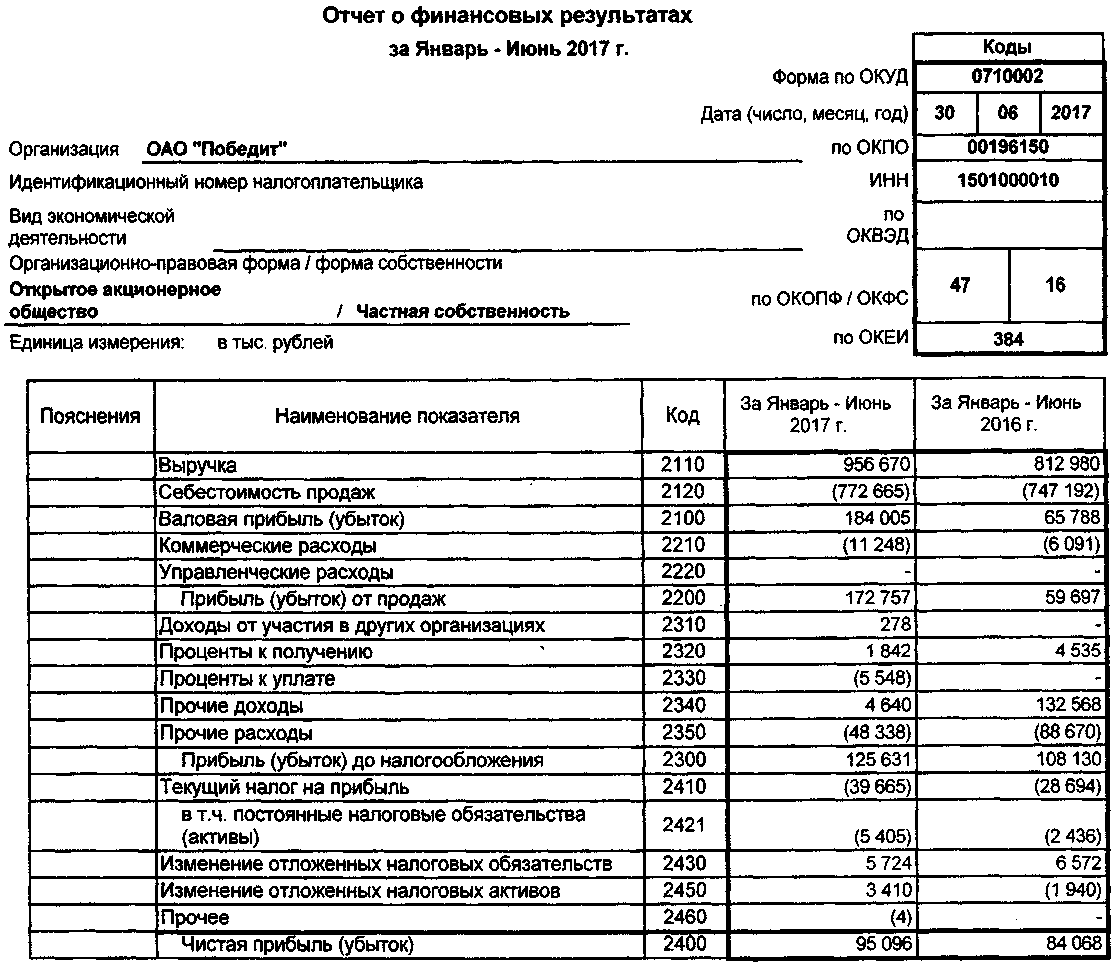 Отчет о финансовых результатах
за Январь - Июнь 2017 г.
Коды
Форма по ОКУД 0710002
Дата (число, месяц, год) 30 06 2017
Организация ОАО "Победит" по ОКПО 00196150
Идентификационный номер налогоплательщика ИНН 1501000010
Вид экономической по
деятельности ОКВЭД
Организационно-правовая форма / форма собственности
Открытое акционерное
общество / Частная собственность по ОКОПФ / ОКФС 47 16
Единица измерения: в тыс. рублей по ОКЕИ 384
Пояснения Наименование показателя Код За Январь - Июнь 2017 г. За Январь - Июнь 2016 г.
Выручка 2110 956 670 812 980
Себестоимость продаж 2120 (772 665) (747 192)
Валовая прибыль (убыток) 2100 184 005 65 788
Коммерческие расходы 2210 (11 248) (6 091)
Управленческие расходы 2220 - -
Прибыль (убыток) от продаж 2200 172 757 59 697
Доходы от участия в других организациях 2310 278 -
Проценты к получению 2320 1 842 4 535
Проценты к уплате 2330 (5 548) -
Прочие доходы 2340 4 640 132 568
Прочие расходы 2350 (48 338) (88 670)
Прибыль (убыток) до налогообложения 2300 125 631 108 130
Текущий налог на прибыль 2410 (39 665) (28 694)
в т.ч. постоянные налоговые обязательства
(активы) 2421 (5 405) (2 436)
Изменение отложенных налоговых обязательств 2430 5 724 6 572
Изменение отложенных налоговых активов 2450 3 410 (1 940)
Прочее 2460 (4) -
Чистая прибыль (убыток) 2400 95 096 84 068